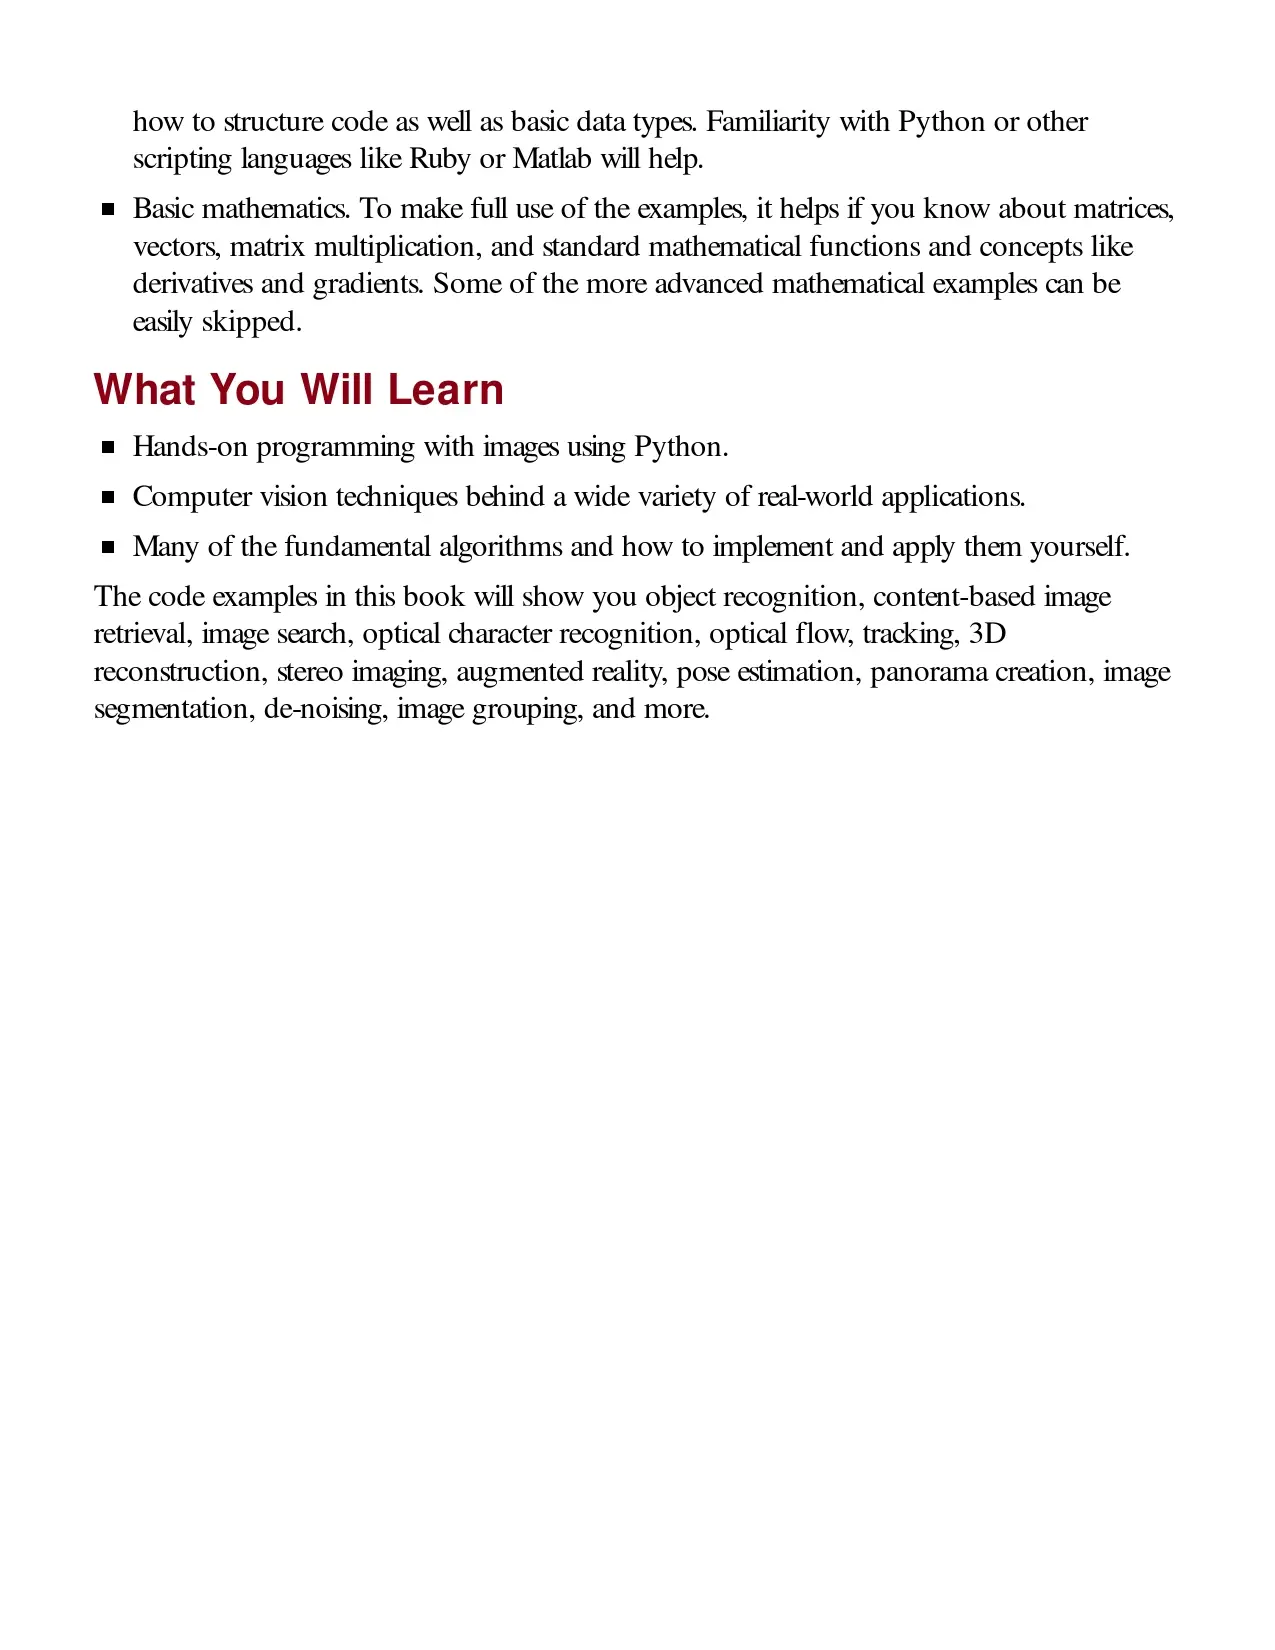 how to structure code as well as basic data types. Familiarity with Python or other
scripting languages like Ruby or Matlab will help.
Basic mathematics. To make full use of the examples, it helps if you know about matrices,
vectors, matrix multiplication, and standard mathematical functions and concepts like
derivatives and gradients. Some of the more advanced mathematical examples can be
easily skipped.
What You Will Learn
Hands-on programming with images using Python.
Computer vision techniques behind a wide variety of real-world applications.
Many of the fundamental algorithms and how to implement and apply them yourself.
The code examples in this book will show you object recognition, content-based image
retrieval, image search, optical character recognition, optical flow, tracking, 3D
reconstruction, stereo imaging, augmented reality, pose estimation, panorama creation, image
segmentation, de-noising, image grouping, and more.